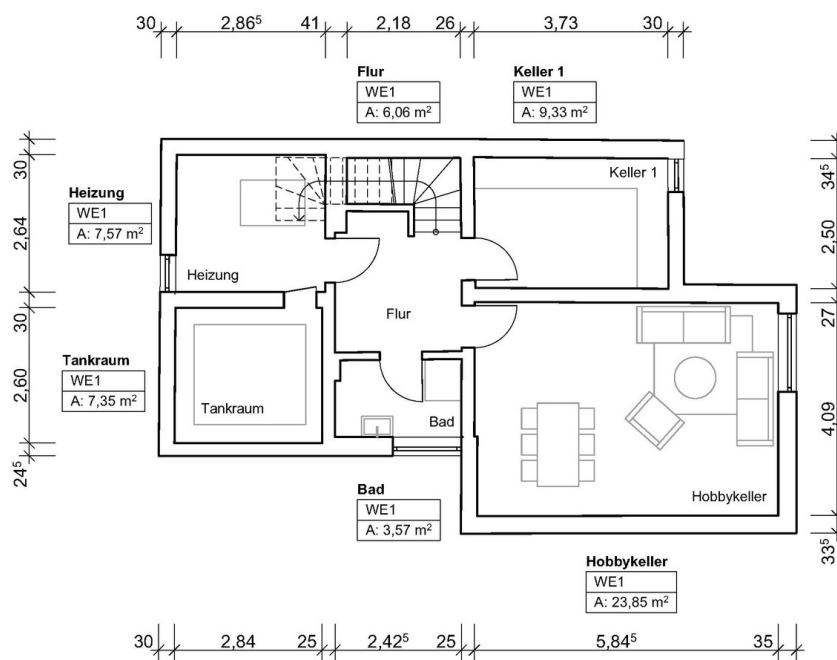 30 2,86⁵ 41 2,18 26 3,73 30
Flur
WE1
A: 6,06 m²
Keller 1
WE1
A: 9,33 m²
Heizung
WE1
A: 7,57 m²
Tankraum
WE1
A: 7,35 m²
30
2,64
30
2,60
24⁵
Keller 1
Heizung
Flur
Tankraum
Bad
Hobbykeller
34⁵
2,50
27
4,09
33⁵
Bad
WE1
A: 3,57 m²
Hobbykeller
WE1
A: 23,85 m²
30 2,84 25 2,42⁵ 25 5,84⁵ 35